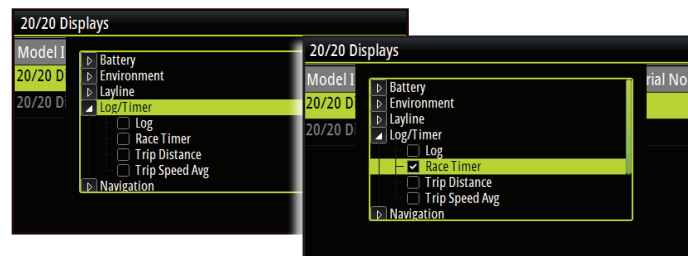 20/20 Displays
Model I
20/20 Di
20/20 Di
Battery
Environment
Layline
Log/Timer
Log
Race Timer
Trip Distance
Trip Speed Avg
Navigation
20/20 Displays
Model I
rial No
20/20 D
20/20 D
Battery
Environment
Layline
Log/Timer
Log
Race Timer
Trip Distance
Trip Speed Avg
Navigation